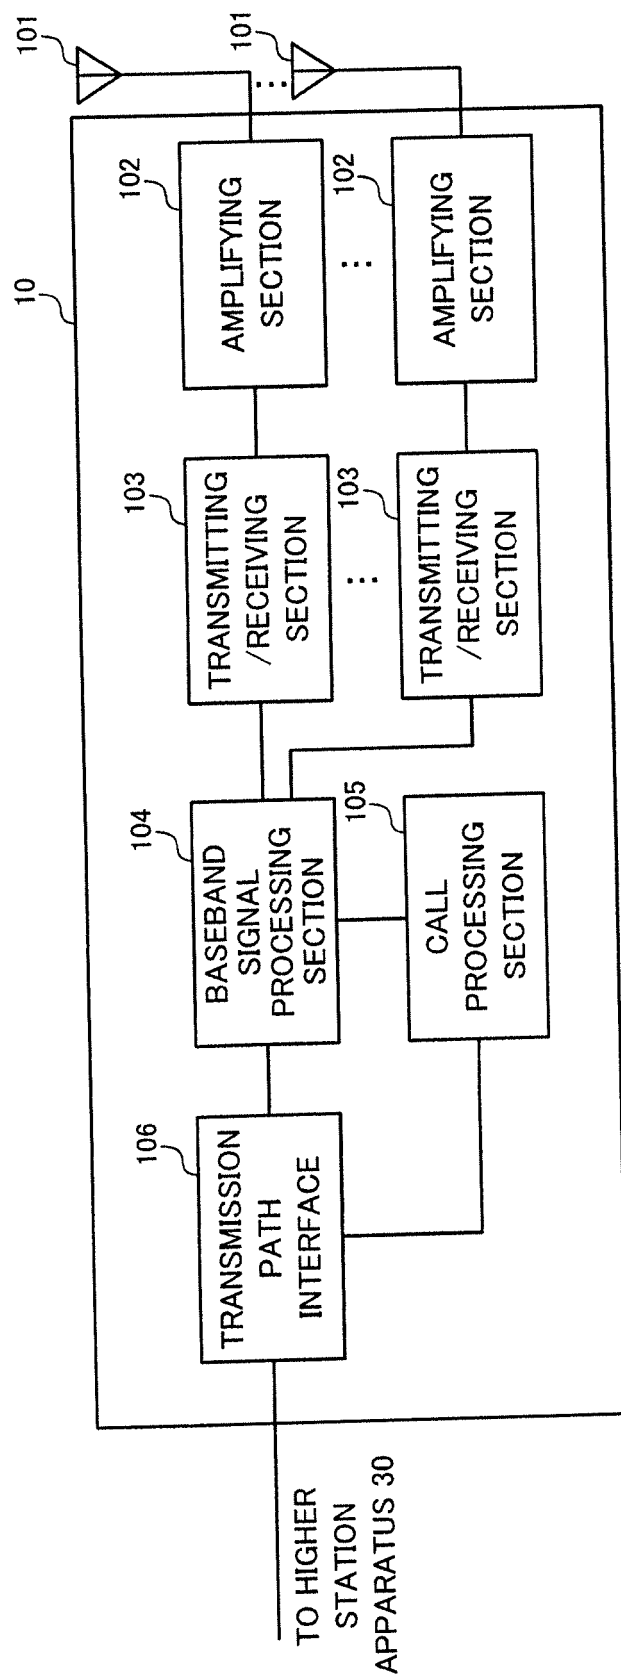 10
101
101
102
AMPLIFYING
SECTION
102
AMPLIFYING
SECTION
103
TRANSMITTING
/RECEIVING
SECTION
103
TRANSMITTING
/RECEIVING
SECTION
104
BASEBAND
SIGNAL
PROCESSING
SECTION
105
CALL
PROCESSING
SECTION
106
TRANSMISSION
PATH
INTERFACE
TO HIGHER
STATION
APPARATUS 30